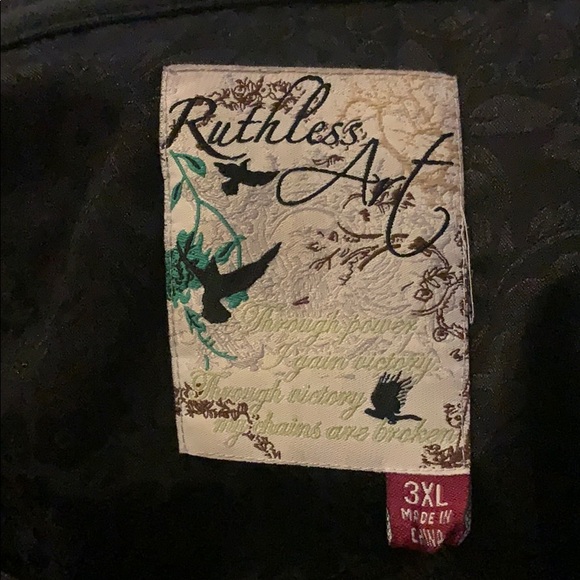 Ruthless
Art
Through power
I gain victory.
Through victory
my chains are broken.
3XL
MADE IN
CHINA